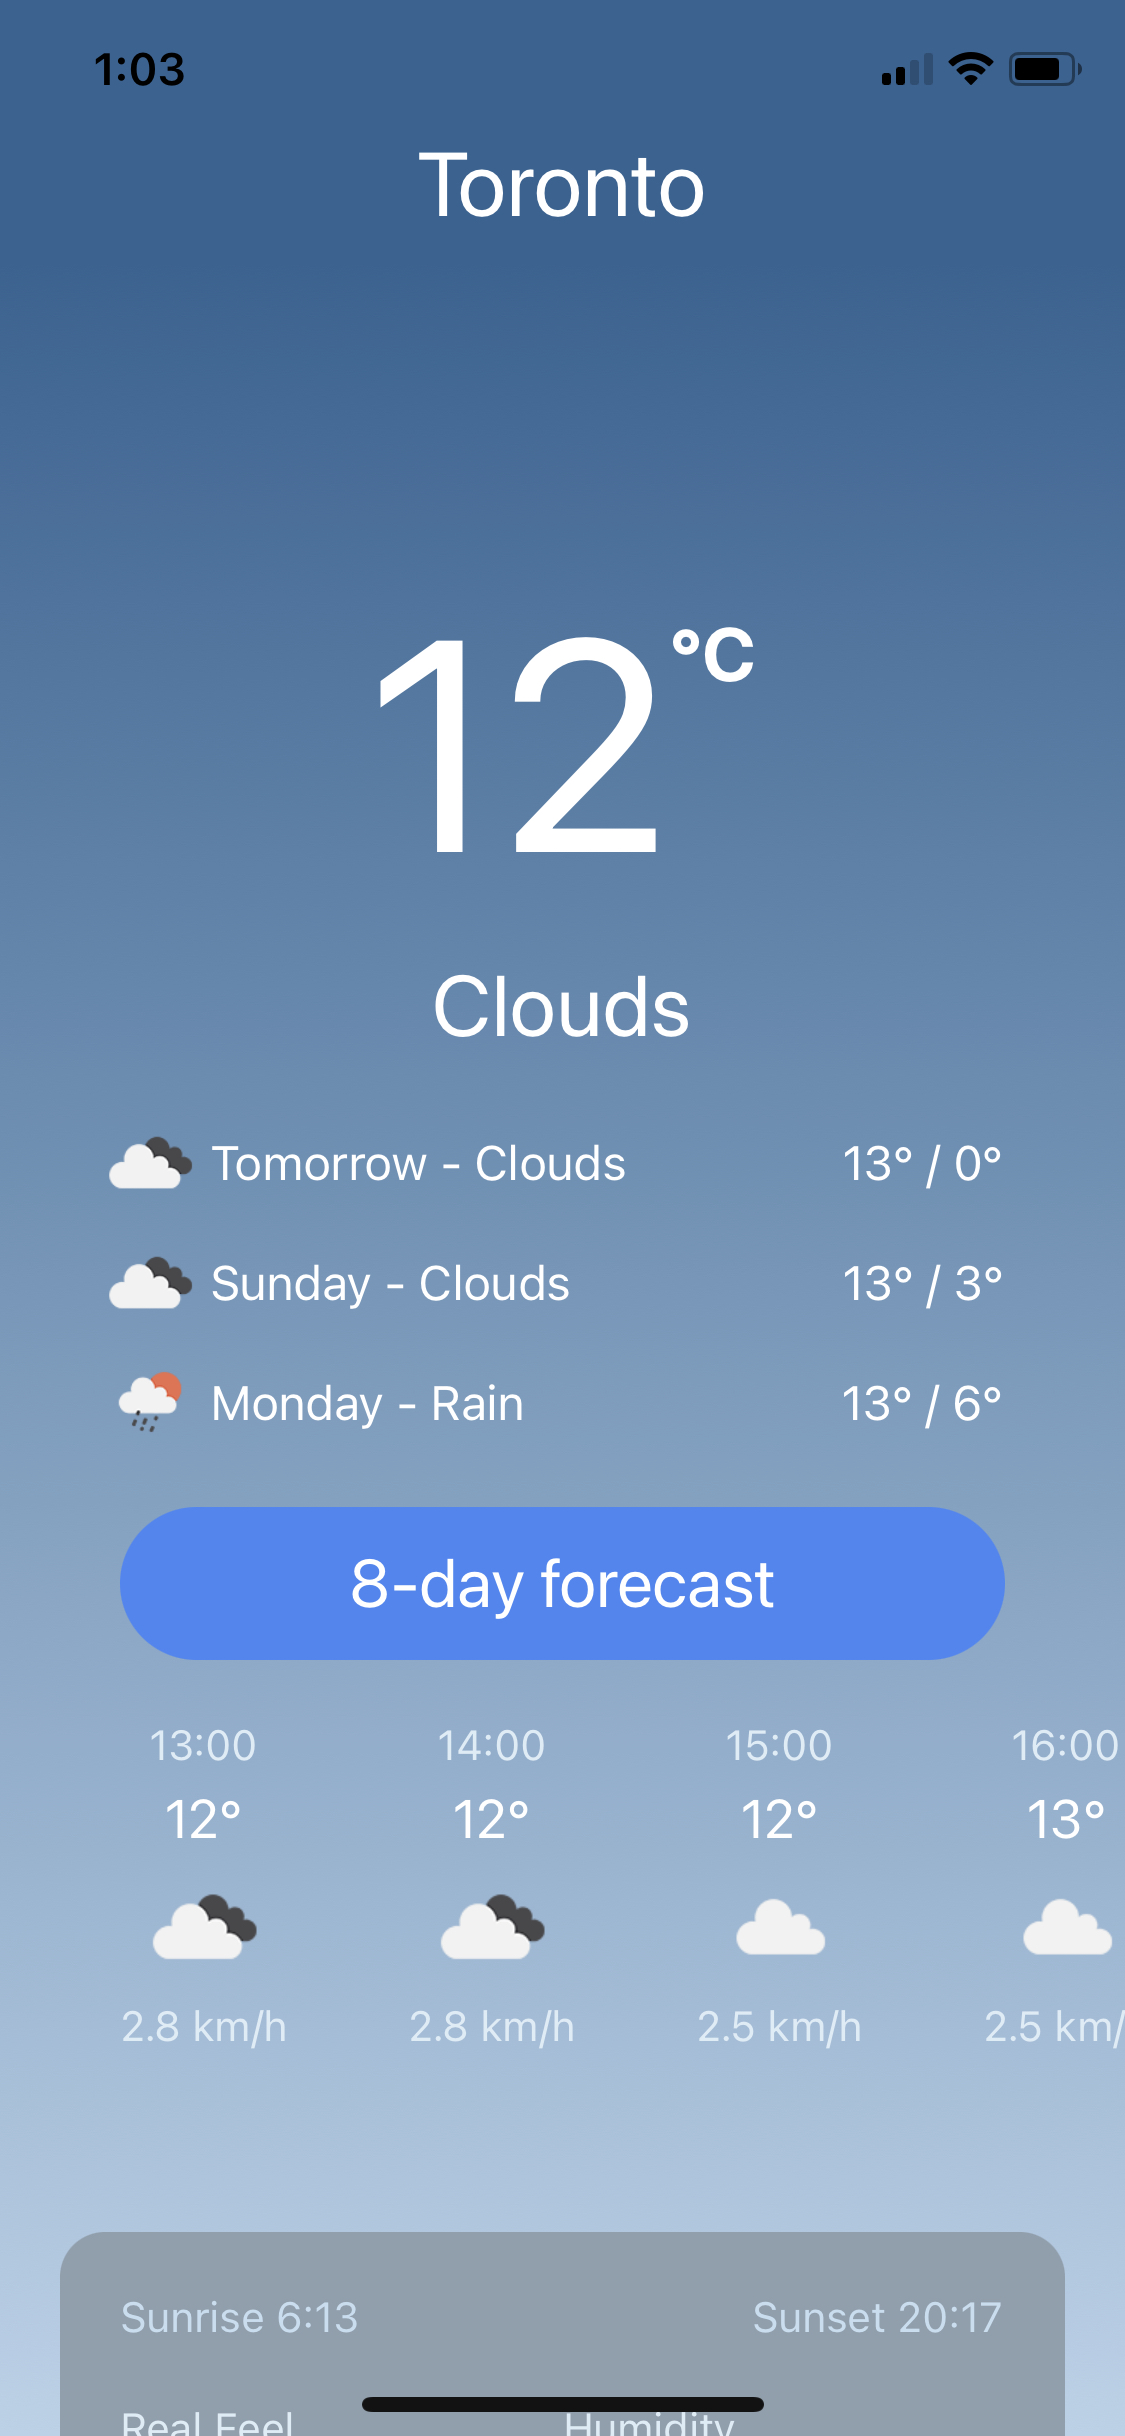 1:03
Toronto
12°C
Clouds
Tomorrow - Clouds 13° / 0°
Sunday - Clouds 13° / 3°
Monday - Rain 13° / 6°
8-day forecast
13:00 14:00 15:00 16:00
12° 12° 12° 13°
2.8 km/h 2.8 km/h 2.5 km/h 2.5 km/
Sunrise 6:13 Sunset 20:17
Real Feel Humidity